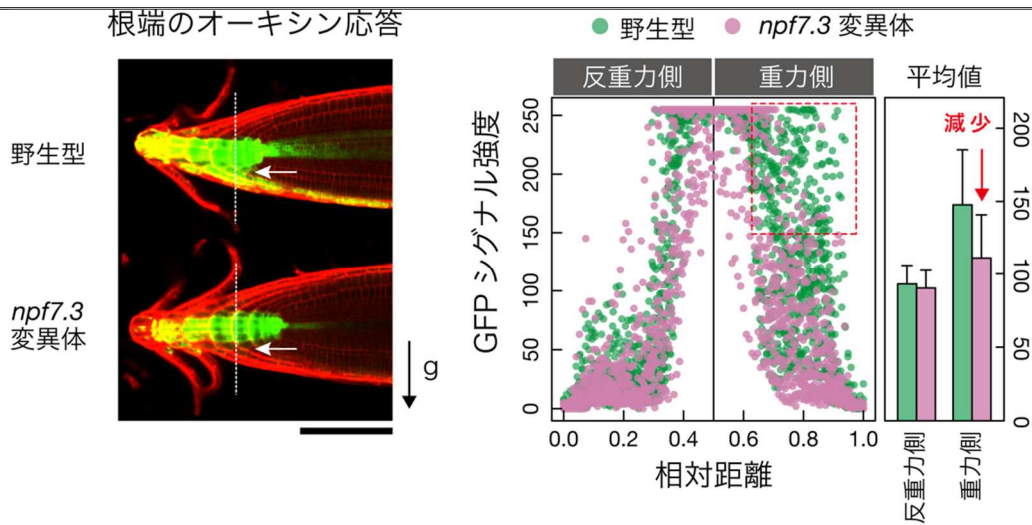 根端のオーキシン応答
野生型
npf7.3
変異体
g
野生型
npf7.3 変異体
反重力側
重力側
平均値
GFP シグナル強度
250
200
150
100
50
0
0.0
0.2
0.4
0.6
0.8
1.0
相対距離
減少
200
150
100
50
0
反重力側
重力側